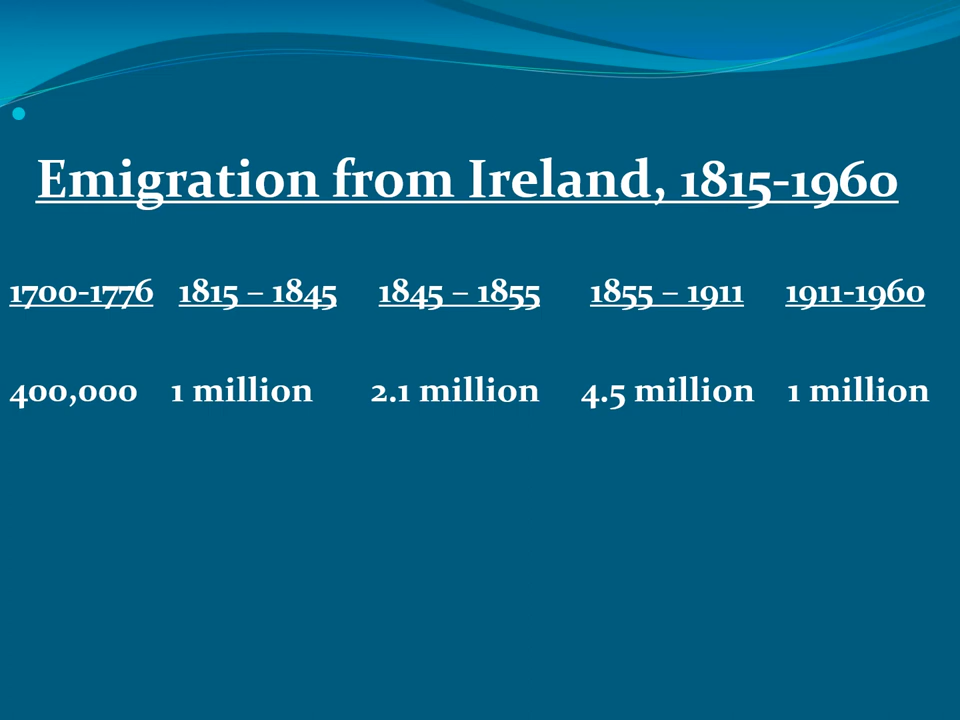 Emigration from Ireland, 1815-1960
1700-1776 1815 – 1845 1845 – 1855 1855 – 1911 1911-1960
400,000 1 million 2.1 million 4.5 million 1 million